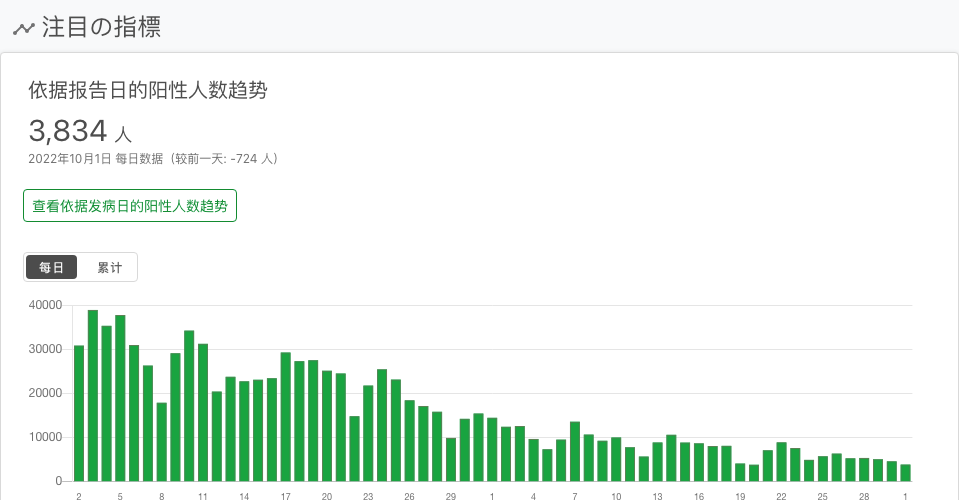 注目の指標
依据报告日的阳性人数趋势
3,834 人
2022年10月1日 每日数据（较前一天: -724 人）
查看依据发病日的阳性人数趋势
每日 累计
40000
30000
20000
10000
0
2 5 8 11 14 17 20 23 26 29 1 4 7 10 13 16 19 22 25 28 1